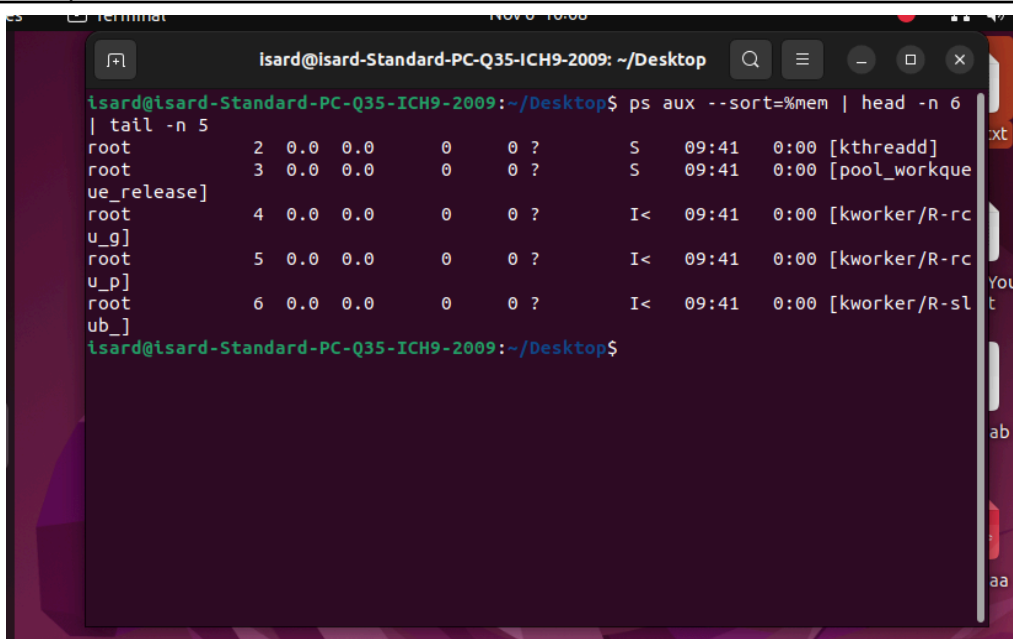 isard@isard-Standard-PC-Q35-ICH9-2009: ~/Desktop
isard@isard-Standard-PC-Q35-ICH9-2009:~/Desktop$ ps aux --sort=%mem | head -n 6
| tail -n 5
root 2 0.0 0.0 0 0 ? S 09:41 0:00 [kthreadd]
root 3 0.0 0.0 0 0 ? S 09:41 0:00 [pool_workque
ue_release]
root 4 0.0 0.0 0 0 ? I< 09:41 0:00 [kworker/R-rc
u_g]
root 5 0.0 0.0 0 0 ? I< 09:41 0:00 [kworker/R-rc
u_p]
root 6 0.0 0.0 0 0 ? I< 09:41 0:00 [kworker/R-sl
ub_]
isard@isard-Standard-PC-Q35-ICH9-2009:~/Desktop$